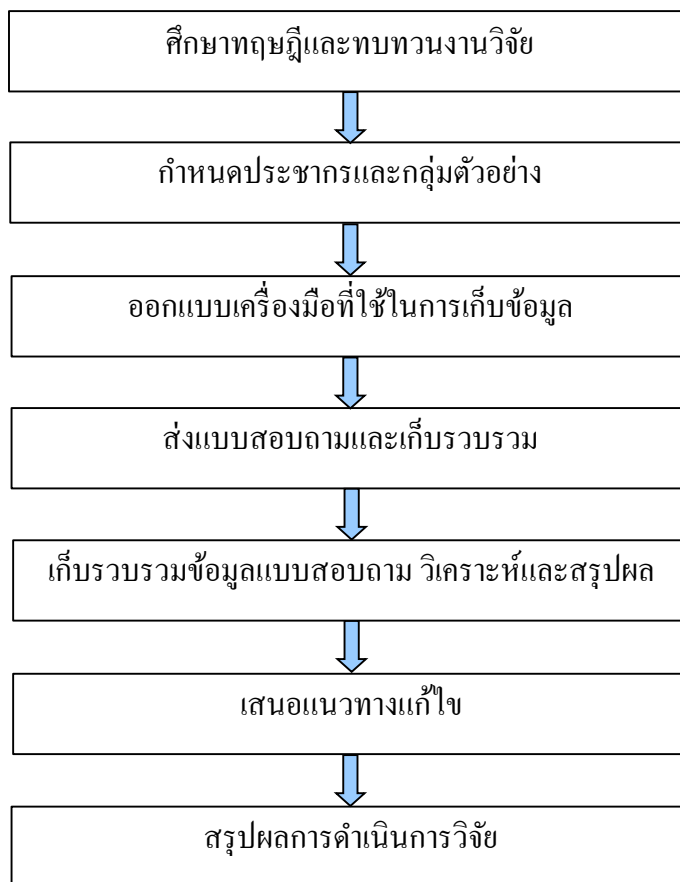 ศึกษาทฤษฎีและทบทวนงานวิจัย
กำหนดประชากรและกลุ่มตัวอย่าง
ออกแบบเครื่องมือที่ใช้ในการเก็บข้อมูล
ส่งแบบสอบถามและเก็บรวบรวม
เก็บรวบรวมข้อมูลแบบสอบถาม วิเคราะห์และสรุปผล
เสนอแนวทางแก้ไข
สรุปผลการดำเนินการวิจัย